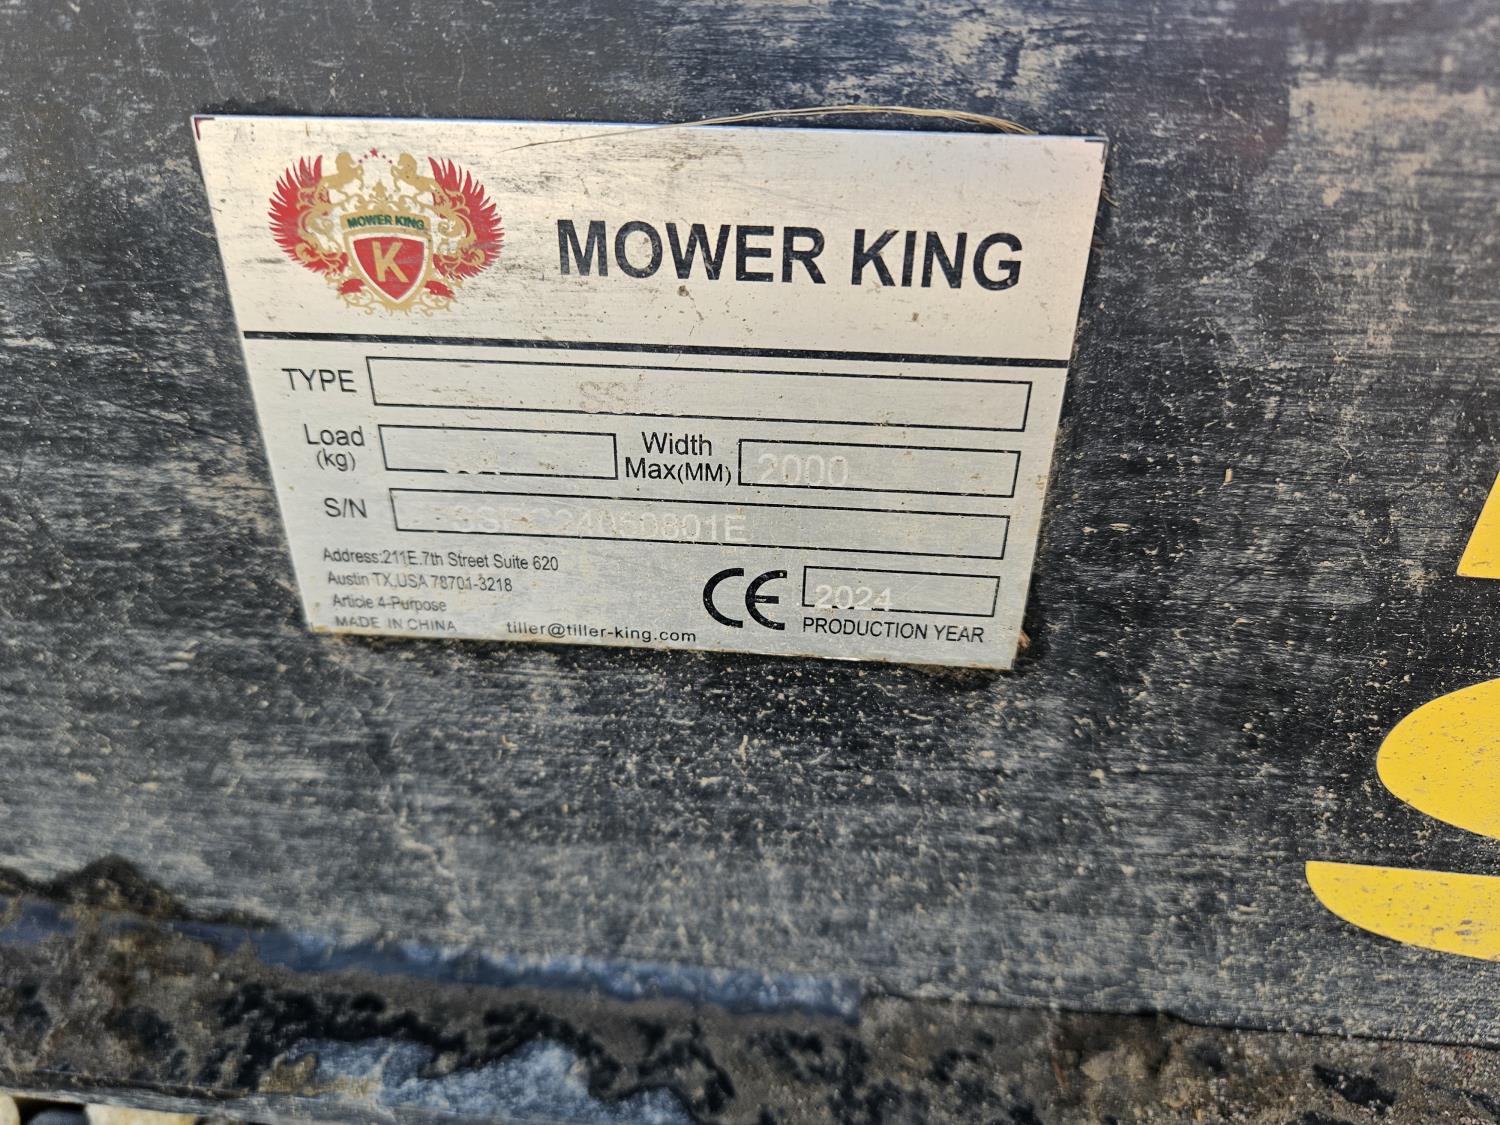 MOWER KING
K
MOWER KING
TYPE
Load
(kg)
Width
Max(MM)
2000
S/N
Address:211E.7th Street Suite 620
Austin TX,USA 78701-3218
Article 4-Purpose
MADE IN CHINA
tiller@tiller-king.com
CE
2024
PRODUCTION YEAR